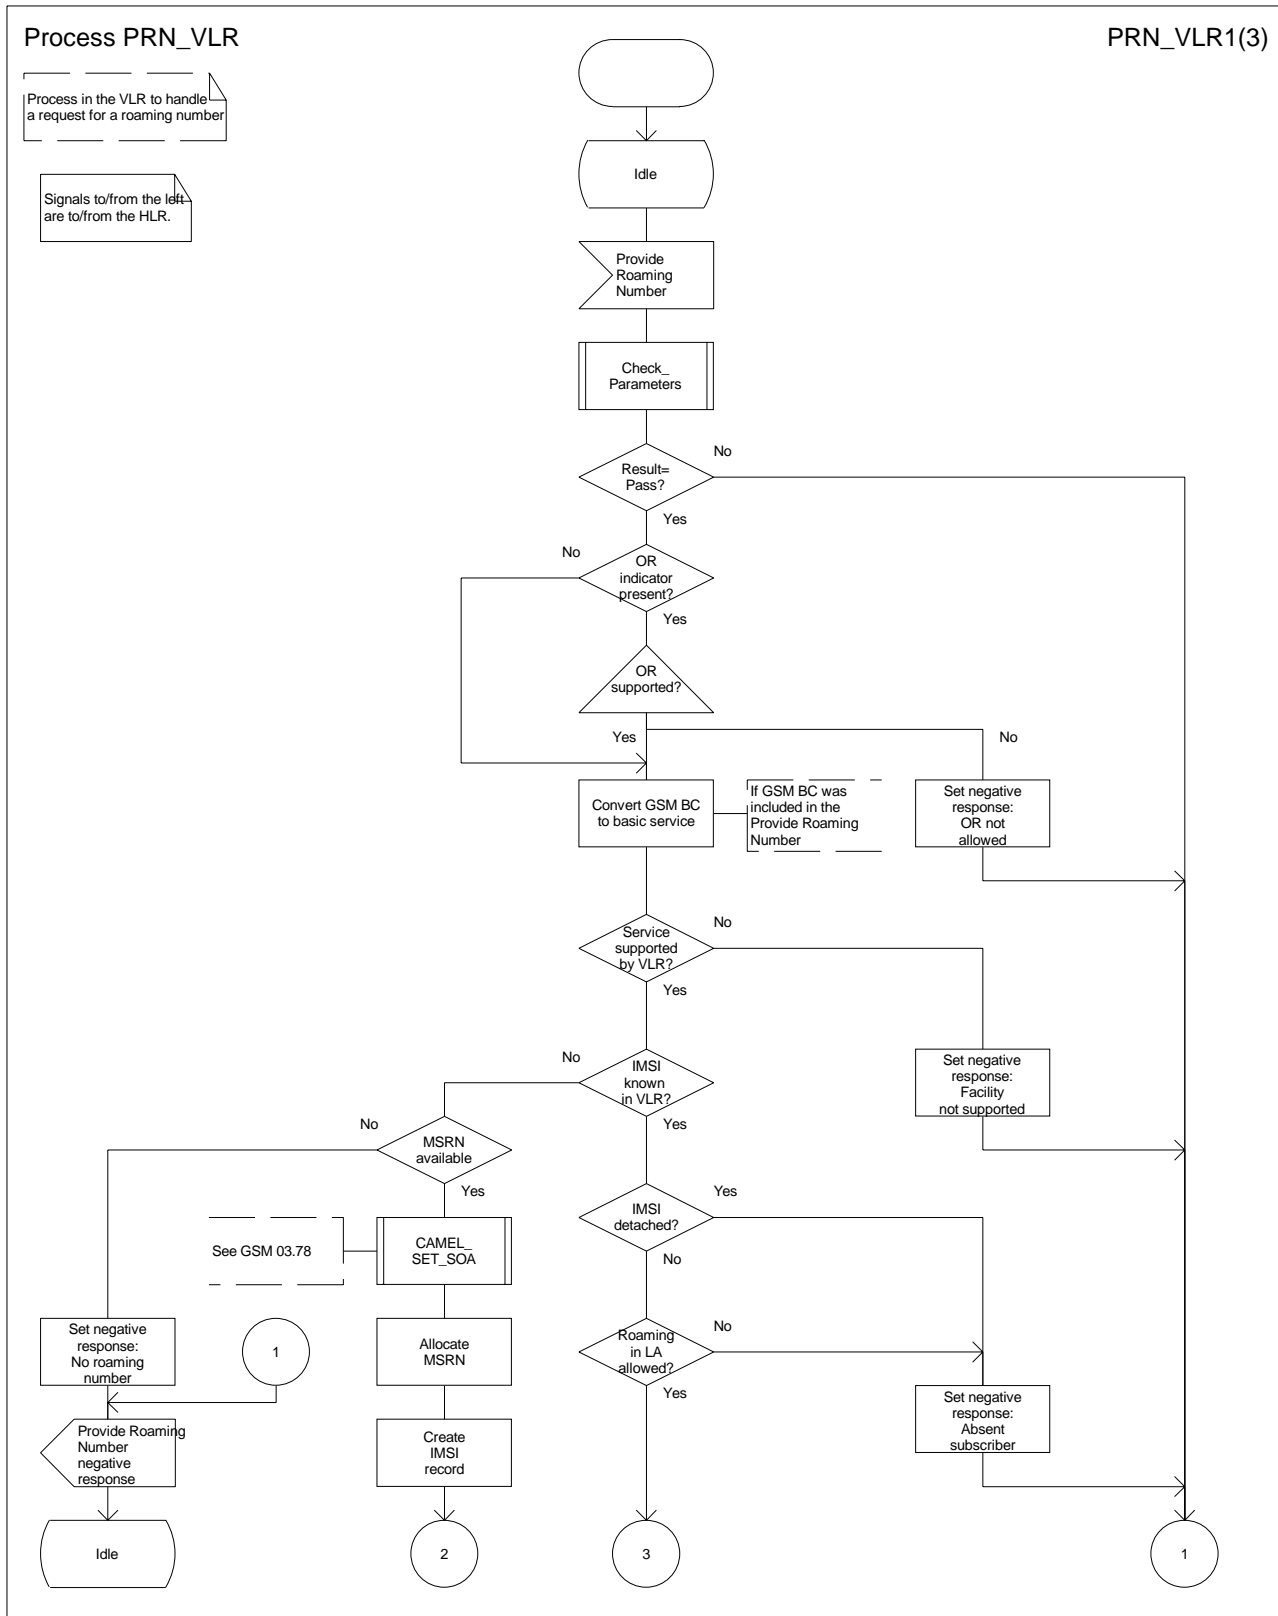 Process PRN_VLR
PRN_VLR1(3)
Process in the VLR to handle
a request for a roaming number
Signals to/from the left
are to/from the HLR.
Idle
Provide
Roaming
Number
Check_
Parameters
Result=
Pass?
No
Yes
OR
indicator
present?
No
Yes
OR
supported?
Yes
No
Convert GSM BC
to basic service
If GSM BC was
included in the
Provide Roaming
Number
Set negative
response:
OR not
allowed
Service
supported
by VLR?
No
Yes
IMSI
known
in VLR?
No
Yes
Set negative
response:
Facility
not supported
MSRN
available
No
Yes
IMSI
detached?
Yes
No
See GSM 03.78
CAMEL_
SET_SOA
Set negative
response:
No roaming
number
1
Allocate
MSRN
Roaming
in LA
allowed?
No
Yes
Provide Roaming
Number
negative
response
Create
IMSI
record
Set negative
response:
Absent
subscriber
Idle
2
3
1